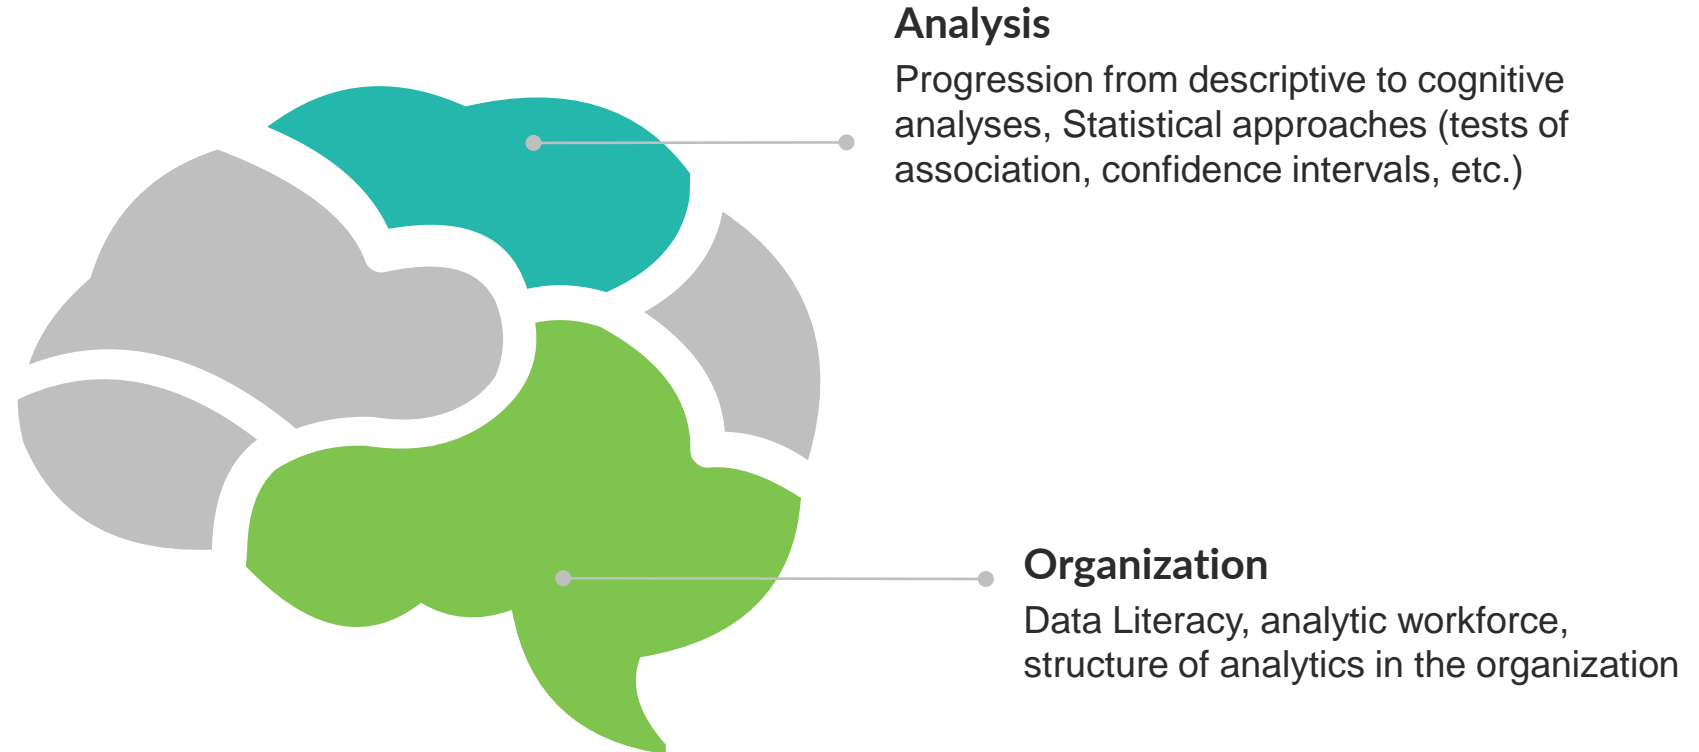 Analysis
Progression from descriptive to cognitive
analyses, Statistical approaches (tests of
association, confidence intervals, etc.)
Organization
Data Literacy, analytic workforce,
structure of analytics in the organization